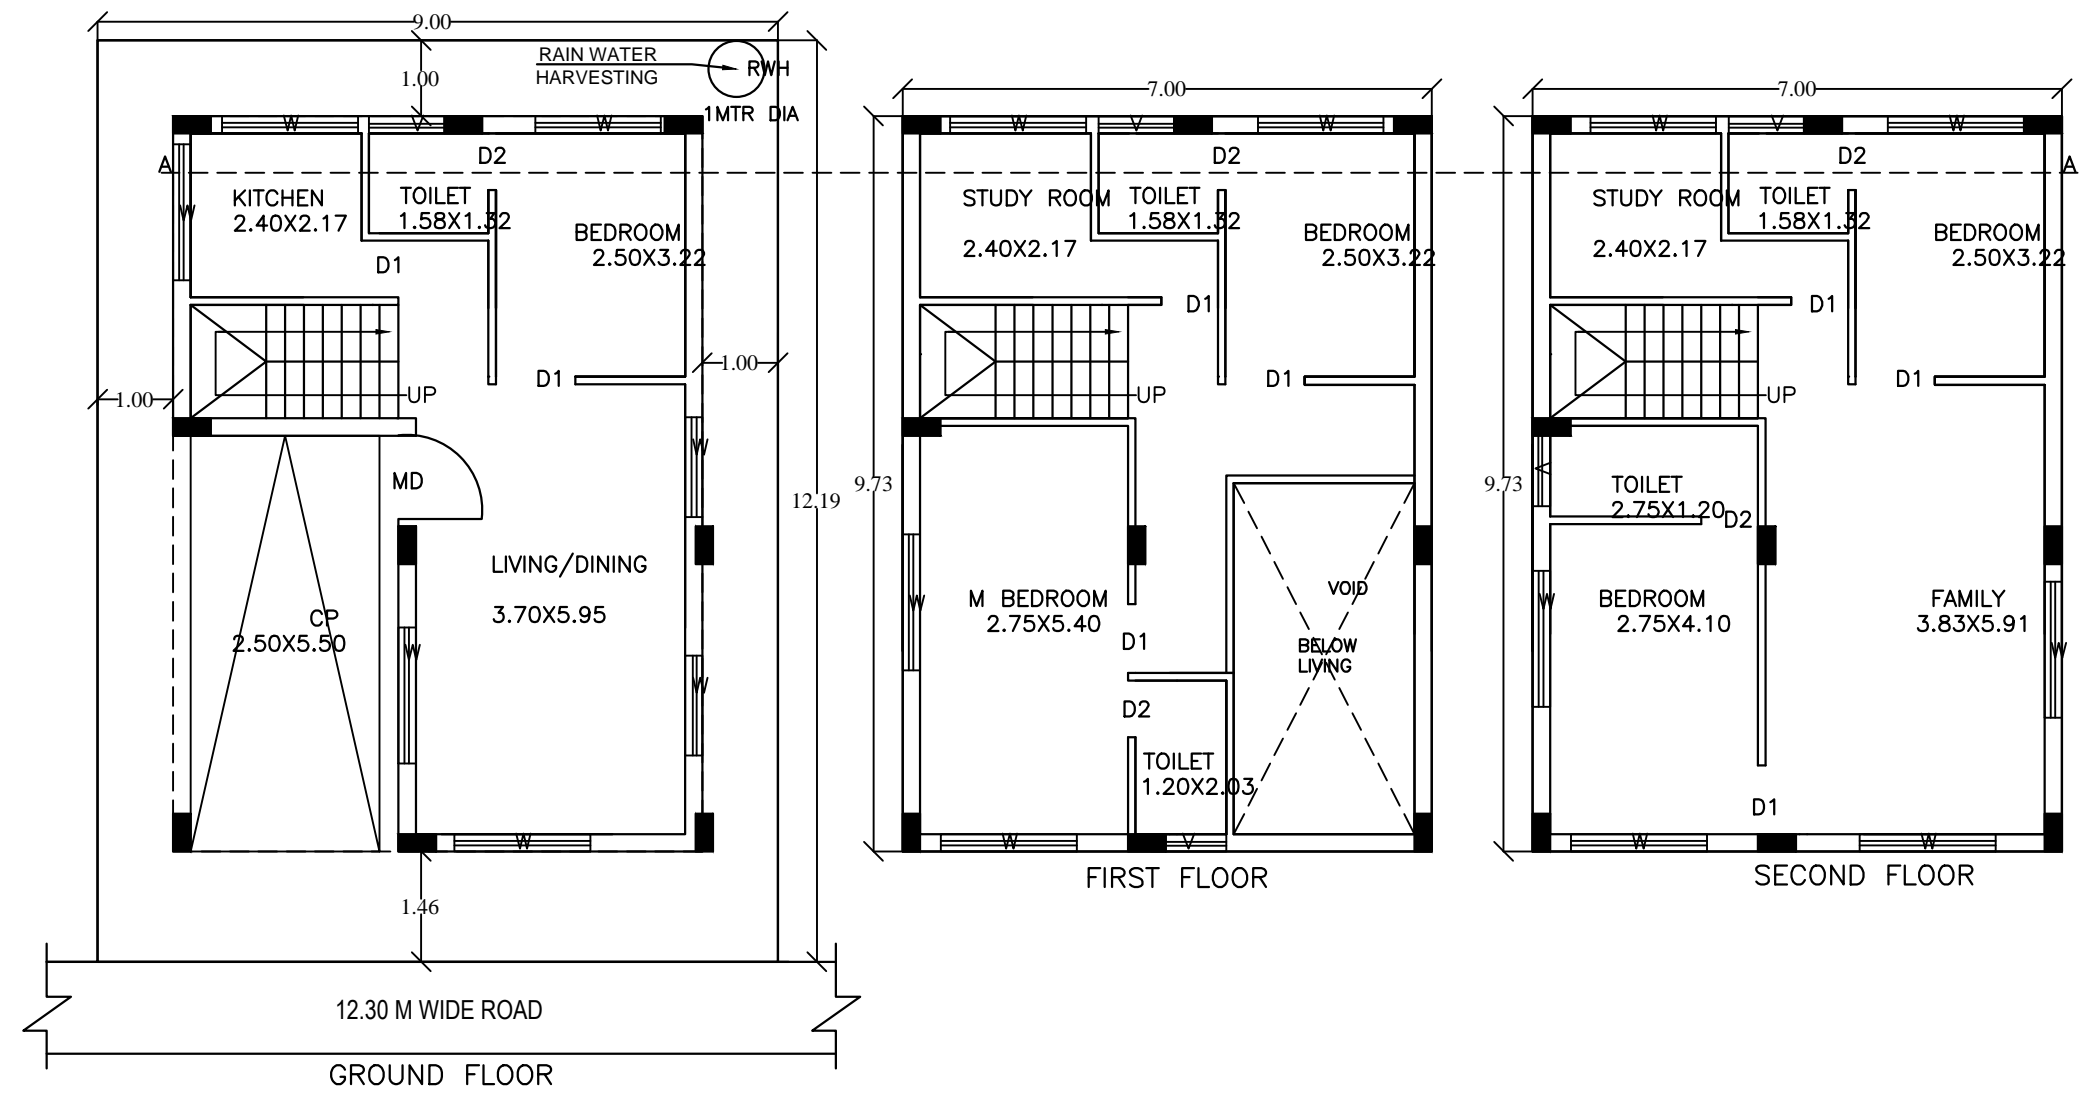 9.00
RAIN WATER
HARVESTING
RWH
1MTR DIA
1.00
W
V
W
A
D2
KITCHEN
2.40X2.17
TOILET
1.58X1.32
BEDROOM
2.50X3.22
W
D1
D1
UP
1.00
1.00
W
MD
12.19
LIVING/DINING
3.70X5.95
CP
2.50X5.50
W
W
W
1.46
12.30 M WIDE ROAD
GROUND FLOOR
7.00
W
V
W
D2
STUDY ROOM
2.40X2.17
TOILET
1.58X1.32
BEDROOM
2.50X3.22
D1
D1
UP
9.73
W
M BEDROOM
2.75X5.40
VOID
BELOW
LIVING
D1
D2
TOILET
1.20X2.03
W
V
FIRST FLOOR
7.00
W
V
W
D2
A
STUDY ROOM
2.40X2.17
TOILET
1.58X1.32
BEDROOM
2.50X3.22
D1
D1
UP
9.73
V
TOILET
2.75X1.20
D2
W
BEDROOM
2.75X4.10
FAMILY
3.83X5.91
W
D1
W
W
SECOND FLOOR